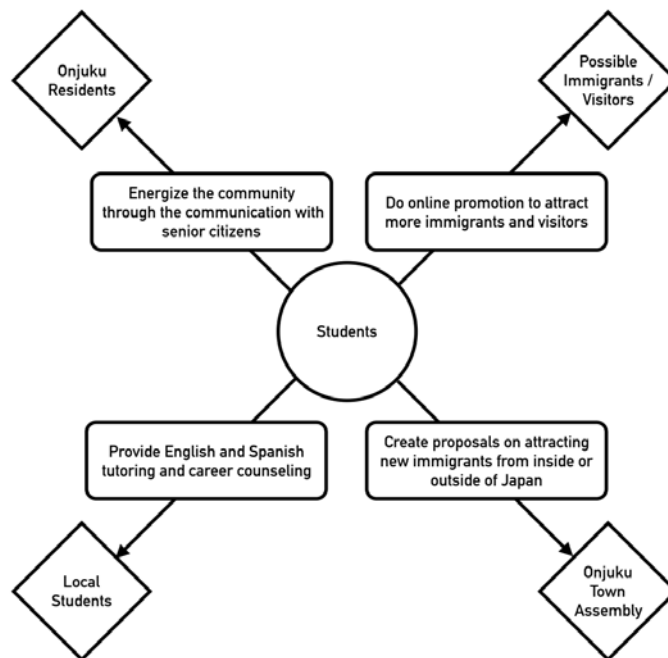 Onjuku
Residents
Possible
Immigrants /
Visitors
Energize the community
through the communication with
senior citizens
Do online promotion to attract
more immigrants and visitors
Students
Provide English and Spanish
tutoring and career counseling
Create proposals on attracting
new immigrants from inside or
outside of Japan
Local
Students
Onjuku
Town
Assembly